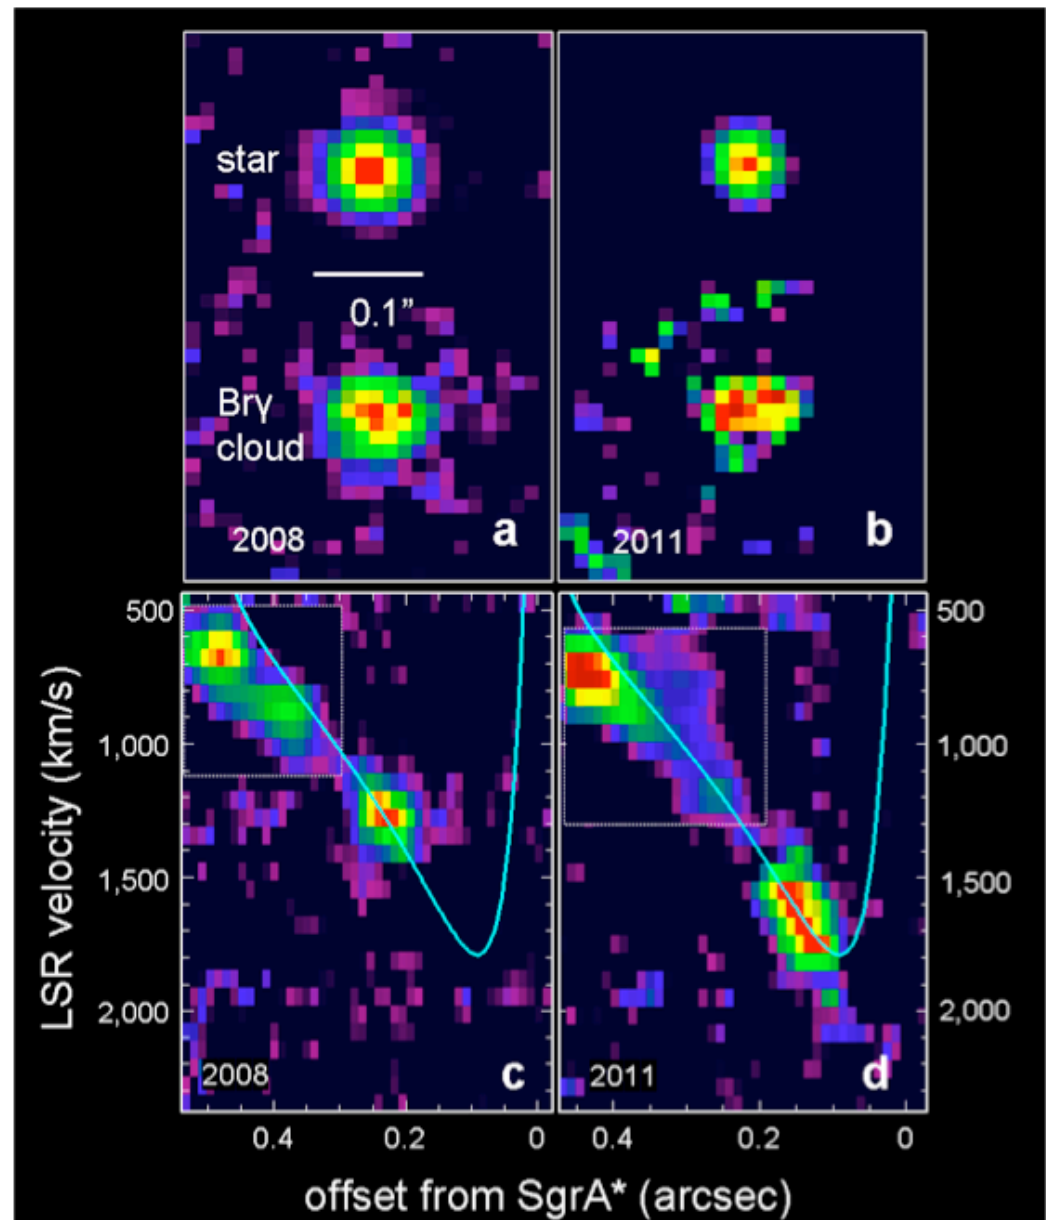 star
0.1”
Brγ
cloud
2008
a
2011
b
500
1,000
1,500
2,000
LSR velocity (km/s)
2008
c
2011
d
500
1,000
1,500
2,000
0.4
0.2
0
0.4
0.2
0
offset from SgrA* (arcsec)